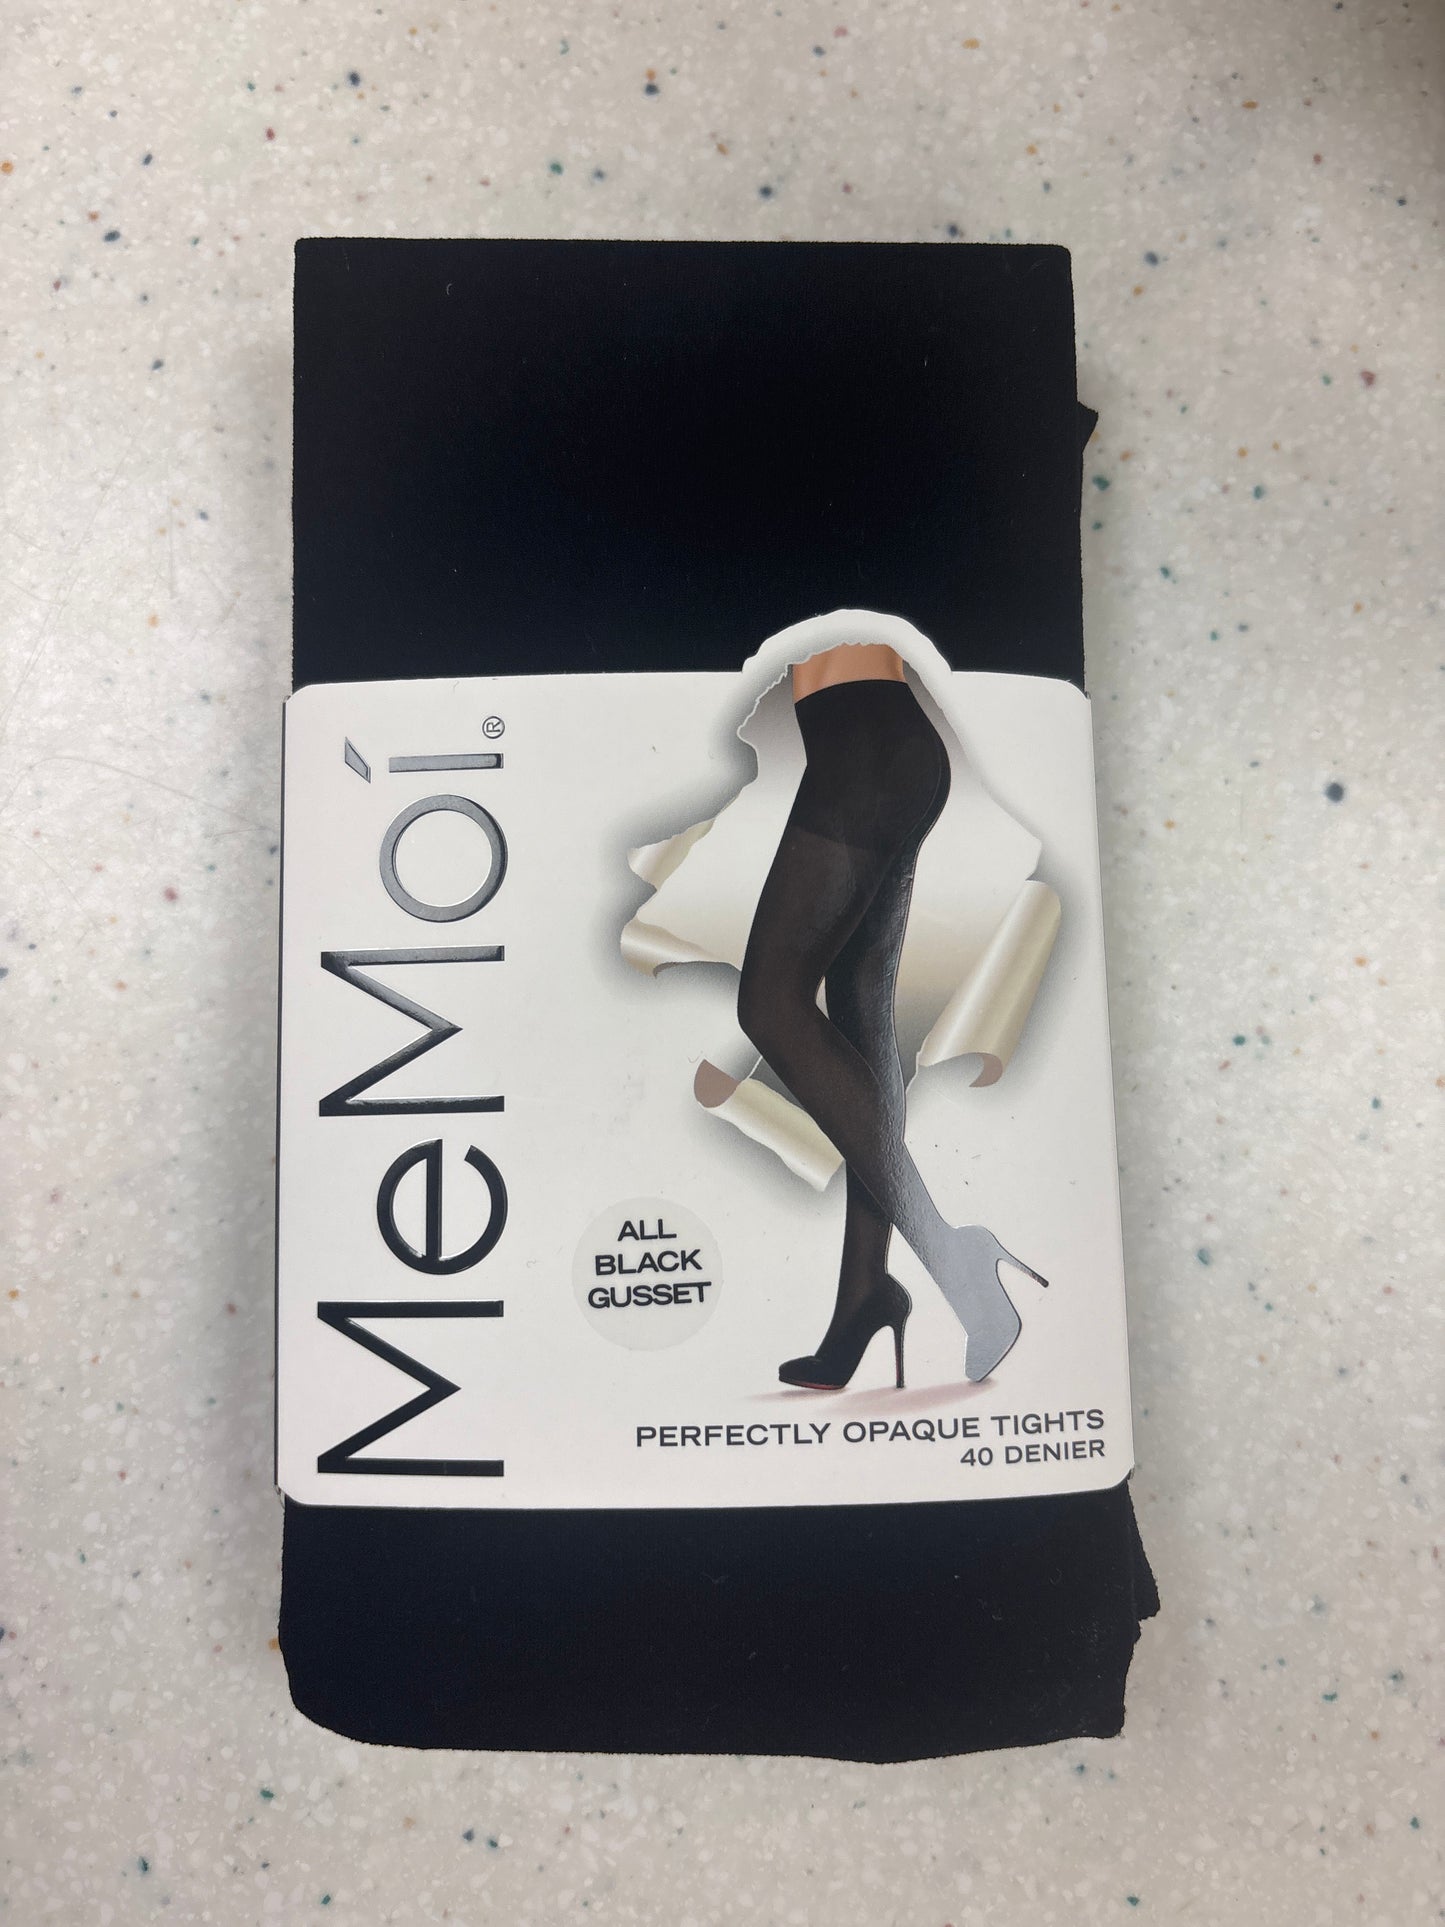 MeMoí®
ALL
BLACK
GUSSET
PERFECTLY OPAQUE TIGHTS
40 DENIER